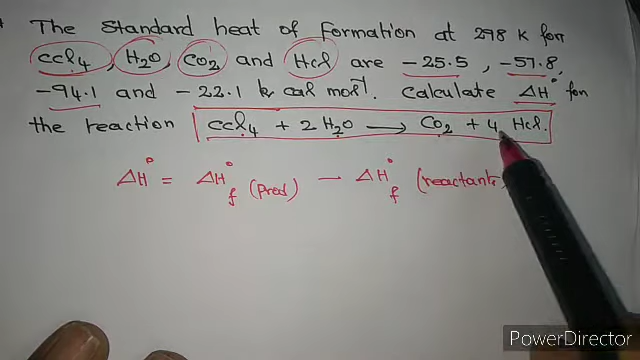 The standard heat of formation at 298 K for
CCl4, H2O, CO2 and HCl are -25.5, -57.8,
-94.1 and -22.1 k cal mol⁻¹. Calculate ΔH° for
the reaction CCl4 + 2H2O → CO2 + 4 HCl.
ΔH° = ΔH°f (Prod) - ΔH°f (reactants
PowerDirector